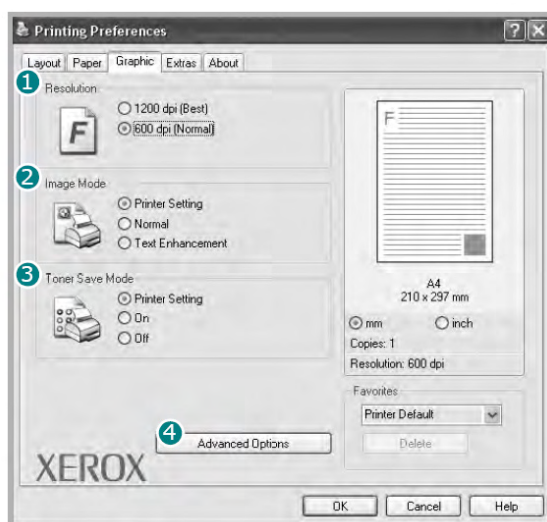 Printing Preferences
Layout Paper Graphic Extras About
1
Resolution
F
1200 dpi (Best)
600 dpi (Normal)
2
Image Mode
Printer Setting
Normal
Text Enhancement
3
Toner Save Mode
Printer Setting
On
Off
4
Advanced Options
XEROX
F
A4
210 x 297 mm
mm inch
Copies: 1
Resolution: 600 dpi
Favorites
Printer Default
Delete
OK Cancel Help